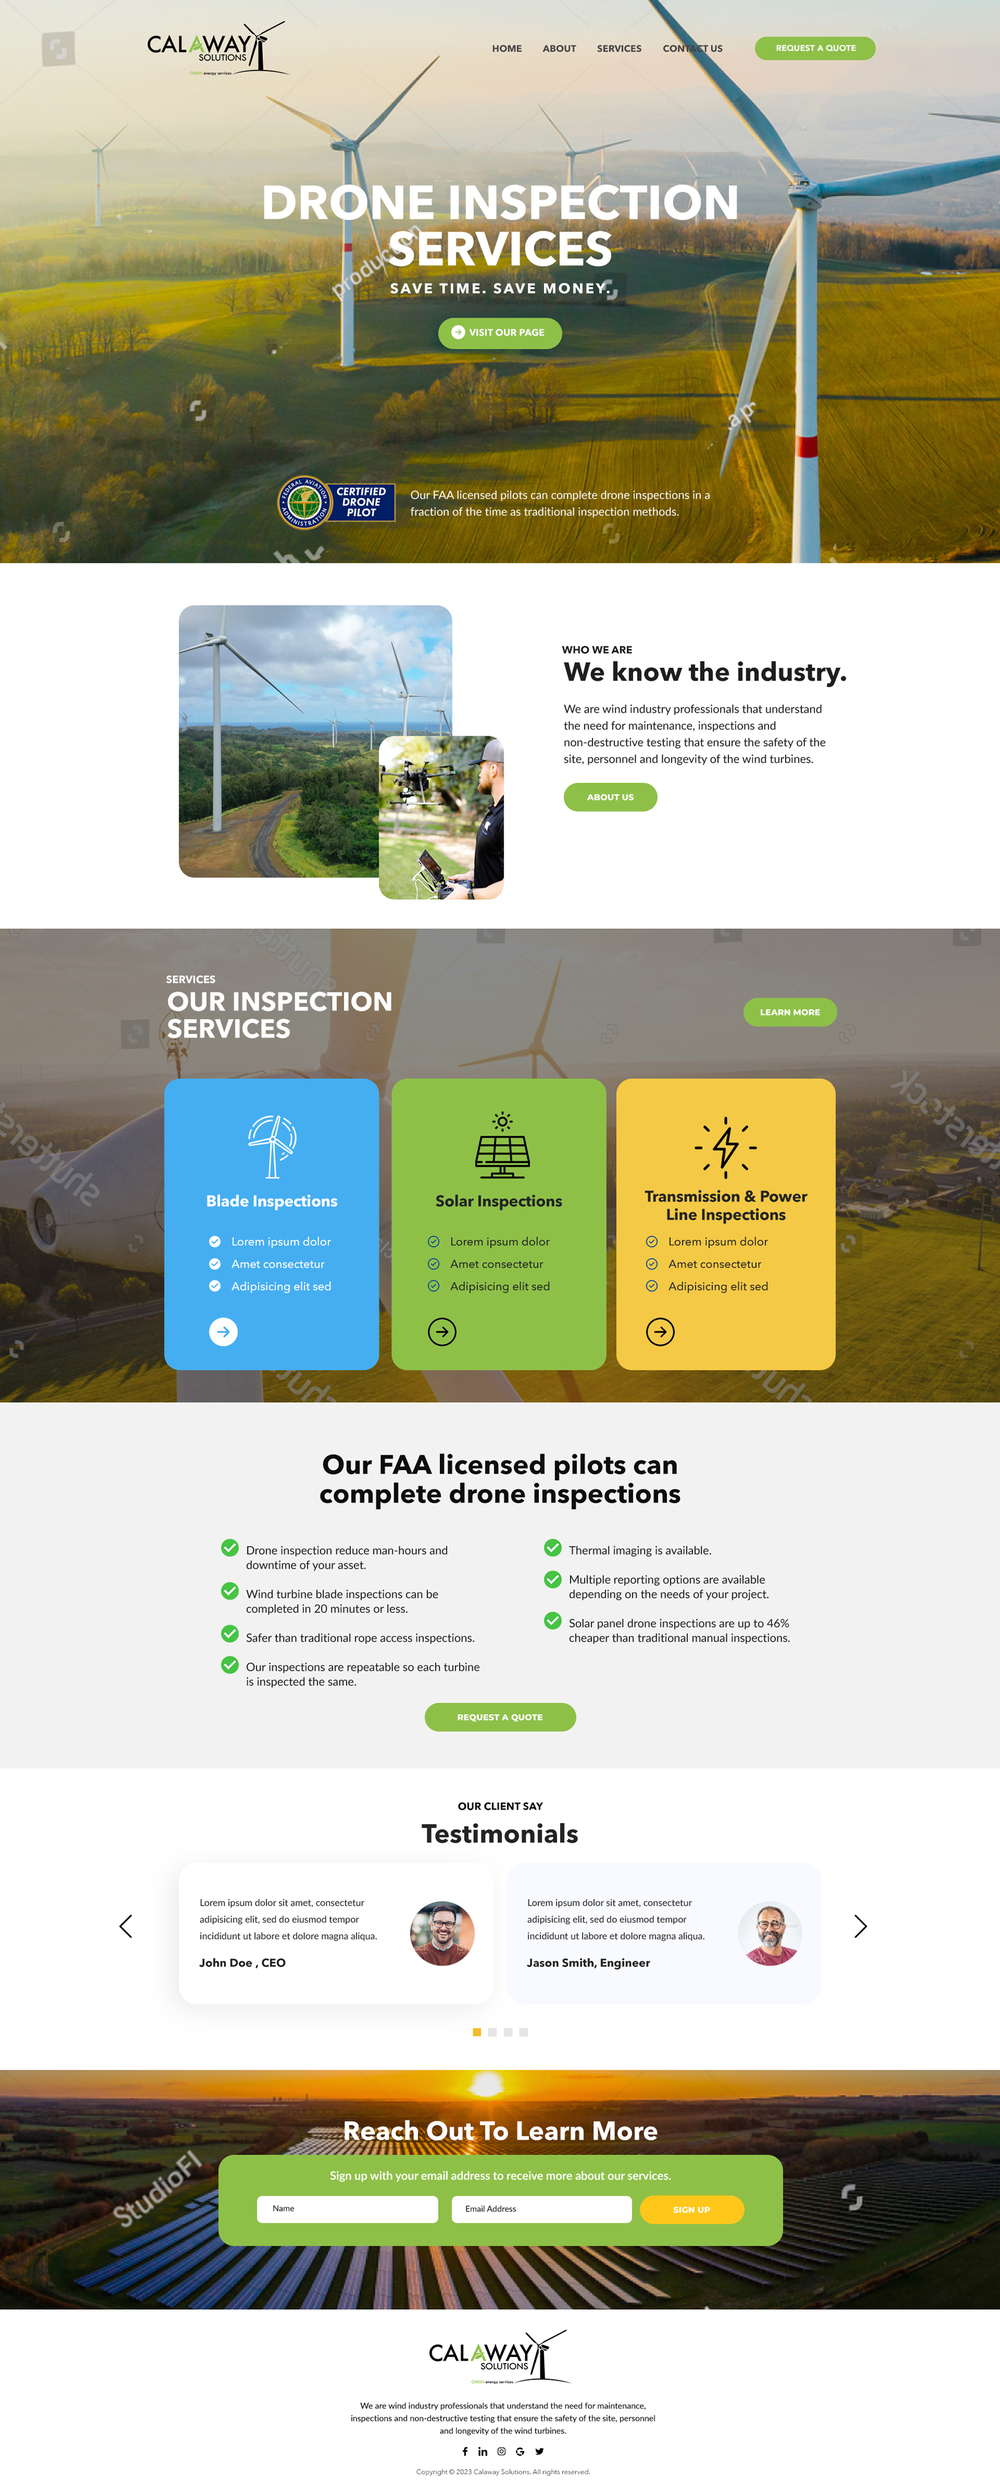 CALAWAY
SOLUTIONS
GREEN energy services
HOME
ABOUT
SERVICES
CONTACT US
REQUEST A QUOTE
DRONE INSPECTION
SERVICES
SAVE TIME. SAVE MONEY.
VISIT OUR PAGE
FEDERAL AVIATION
ADMINISTRATION
CERTIFIED
DRONE
PILOT
Our FAA licensed pilots can complete drone inspections in a
fraction of the time as traditional inspection methods.
WHO WE ARE
We know the industry.
We are wind industry professionals that understand
the need for maintenance, inspections and
non-destructive testing that ensure the safety of the
site, personnel and longevity of the wind turbines.
ABOUT US
SERVICES
OUR INSPECTION
SERVICES
LEARN MORE
Blade Inspections
Lorem ipsum dolor
Amet consectetur
Adipisicing elit sed
Solar Inspections
Lorem ipsum dolor
Amet consectetur
Adipisicing elit sed
Transmission & Power
Line Inspections
Lorem ipsum dolor
Amet consectetur
Adipisicing elit sed
Our FAA licensed pilots can
complete drone inspections
Drone inspection reduce man-hours and
downtime of your asset.
Wind turbine blade inspections can be
completed in 20 minutes or less.
Safer than traditional rope access inspections.
Our inspections are repeatable so each turbine
is inspected the same.
Thermal imaging is available.
Multiple reporting options are available
depending on the needs of your project.
Solar panel drone inspections are up to 46%
cheaper than traditional manual inspections.
REQUEST A QUOTE
OUR CLIENT SAY
Testimonials
Lorem ipsum dolor sit amet, consectetur
adipisicing elit, sed do eiusmod tempor
incididunt ut labore et dolore magna aliqua.
John Doe , CEO
Lorem ipsum dolor sit amet, consectetur
adipisicing elit, sed do eiusmod tempor
incididunt ut labore et dolore magna aliqua.
Jason Smith, Engineer
Reach Out To Learn More
Sign up with your email address to receive more about our services.
Name
Email Address
SIGN UP
StudioFI
CALAWAY
SOLUTIONS
GREEN energy services
We are wind industry professionals that understand the need for maintenance,
inspections and non-destructive testing that ensure the safety of the site, personnel
and longevity of the wind turbines.
Copyright © 2023 Calaway Solutions. All rights reserved.